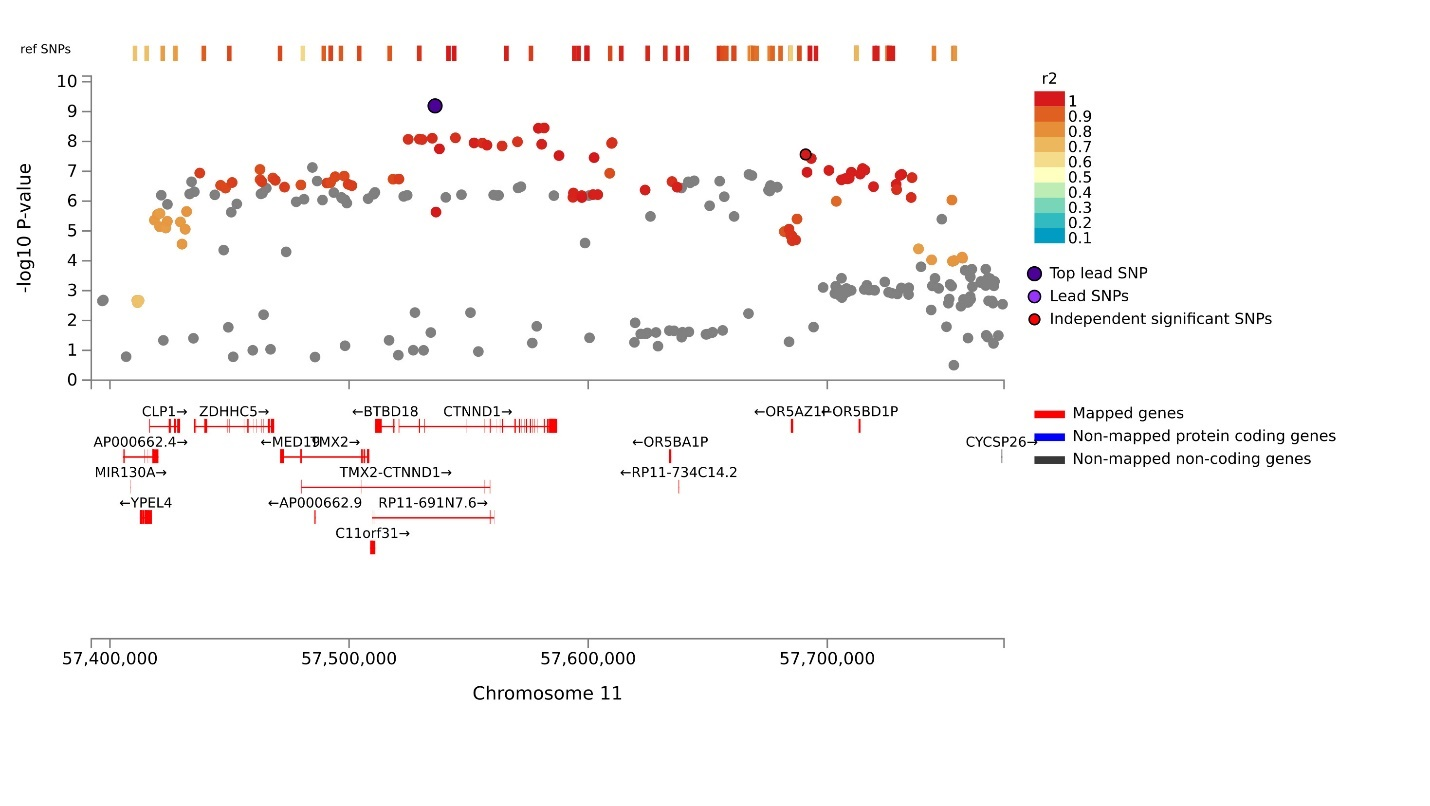 ref SNPs
10
9
8
7
6
5
4
3
2
1
0
-log10 P-value
r2
1
0.9
0.8
0.7
0.6
0.5
0.4
0.3
0.2
0.1
Top lead SNP
Lead SNPs
Independent significant SNPs
CLP1→ ZDHHC5→ ←BTBD18 CTNND1→ ←OR5AZ1P ←OR5BD1P
AP000662.4→ ←MED19 TMX2→ ←OR5BA1P CYCSP26→
MIR130A→ TMX2-CTNND1→ ←RP11-734C14.2
←YPEL4 ←AP000662.9 RP11-691N7.6→
C11orf31→
Mapped genes
Non-mapped protein coding genes
Non-mapped non-coding genes
57,400,000 57,500,000 57,600,000 57,700,000
Chromosome 11